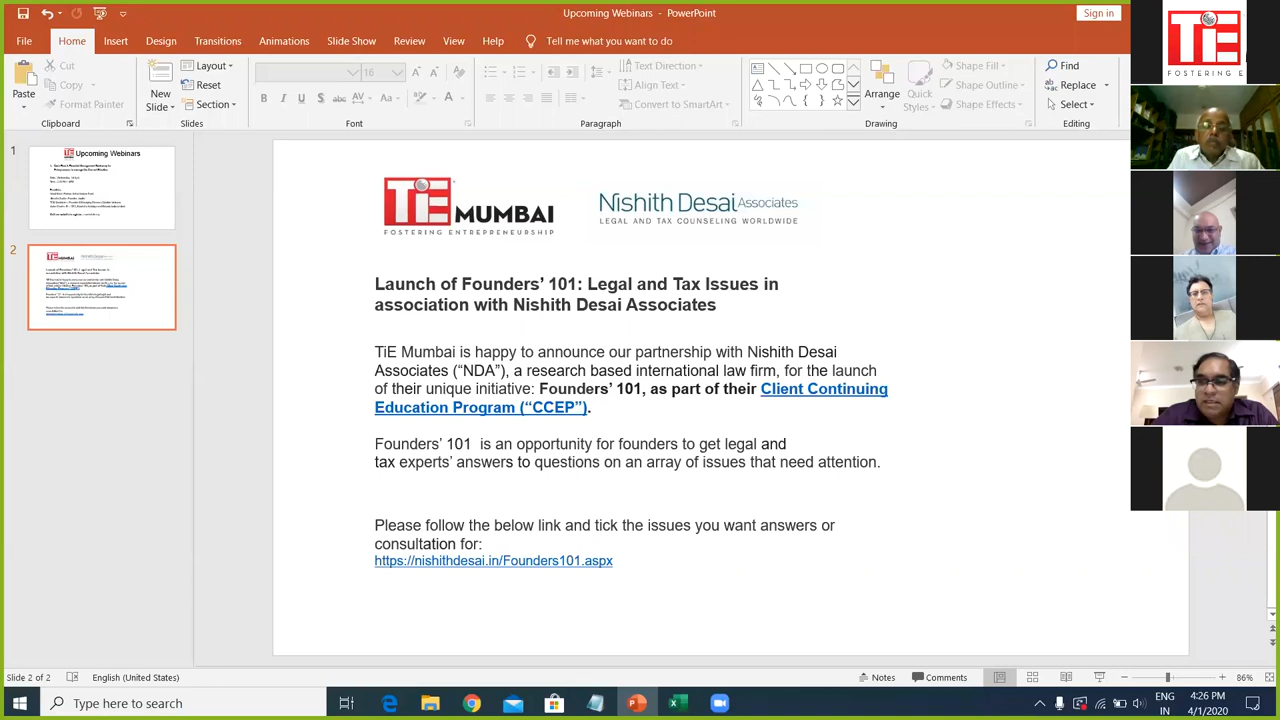 Upcoming Webinars - PowerPoint
Sign in
File Home Insert Design Transitions Animations Slide Show Review View Help Tell me what you want to do
Paste
Cut
Copy
Format Painter
Clipboard
New
Slide
Layout
Reset
Section
Slides
16
B I U S abc AV Aa A
Font
Text Direction
Align Text
Convert to SmartArt
Paragraph
Arrange
Quick
Styles
Shape Fill
Shape Outline
Shape Effects
Drawing
Find
Replace
Select
Editing
TiE
FOSTERING E
1
TiE Upcoming Webinars
2
TiE MUMBAI
FOSTERING ENTREPRENEURSHIP
Nishith Desai Associates
LEGAL AND TAX COUNSELING WORLDWIDE
Launch of Founders’ 101: Legal and Tax Issues in
association with Nishith Desai Associates
TiE Mumbai is happy to announce our partnership with Nishith Desai
Associates (“NDA”), a research based international law firm, for the launch
of their unique initiative: Founders’ 101, as part of their Client Continuing
Education Program (“CCEP”).
Founders’ 101 is an opportunity for founders to get legal and
tax experts’ answers to questions on an array of issues that need attention.
Please follow the below link and tick the issues you want answers or
consultation for:
https://nishithdesai.in/Founders101.aspx
Slide 2 of 2
English (United States)
Notes
Comments
86%
Type here to search
ENG
IN
4:26 PM
4/1/2020